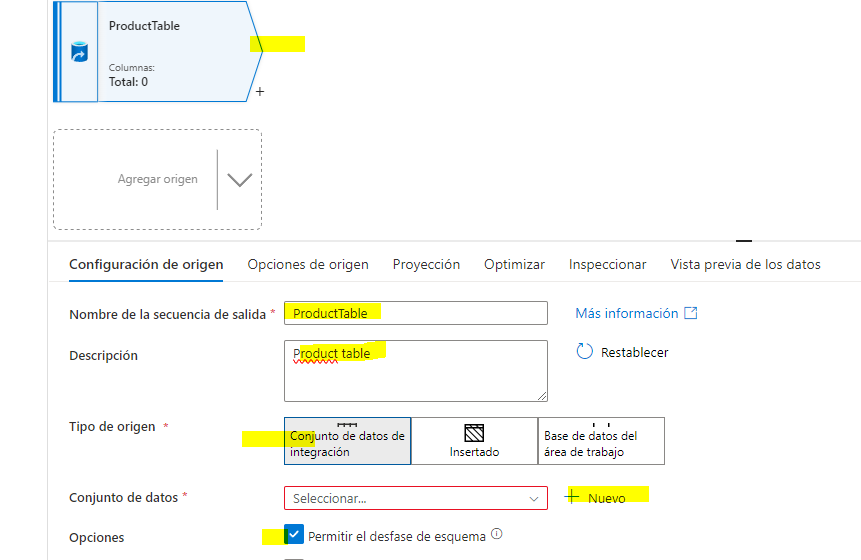 ProductTable
Columnas:
Total: 0
+
Agregar origen
Configuración de origen Opciones de origen Proyección Optimizar Inspeccionar Vista previa de los datos
Nombre de la secuencia de salida * ProductTable Más información
Descripción Product table Restablecer
Tipo de origen * Conjunto de datos de integración Insertado Base de datos del área de trabajo
Conjunto de datos * Seleccionar... + Nuevo
Opciones Permitir el desfase de esquema